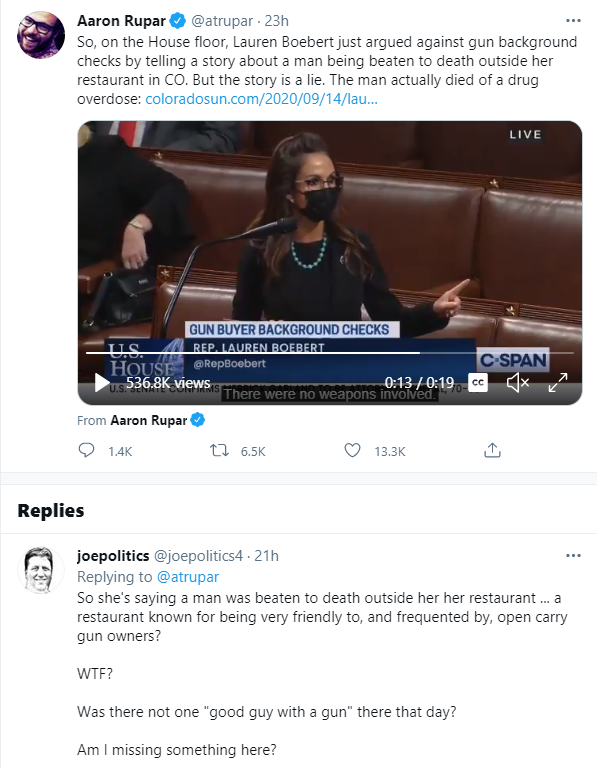 Aaron Rupar @atrupar · 23h
So, on the House floor, Lauren Boebert just argued against gun background
checks by telling a story about a man being beaten to death outside her
restaurant in CO. But the story is a lie. The man actually died of a drug
overdose: coloradosun.com/2020/09/14/lau...
LIVE
GUN BUYER BACKGROUND CHECKS
U.S. HOUSE
REP. LAUREN BOEBERT
@RepBoebert
C-SPAN
536.8K views
0:13 / 0:19
CC
U.S. SENATE CONFIRMS
There were no weapons involved.
From Aaron Rupar
1.4K 6.5K 13.3K
Replies
joepolitics @joepolitics4 · 21h
Replying to @atrupar
So she's saying a man was beaten to death outside her her restaurant ... a
restaurant known for being very friendly to, and frequented by, open carry
gun owners?
WTF?
Was there not one "good guy with a gun" there that day?
Am I missing something here?